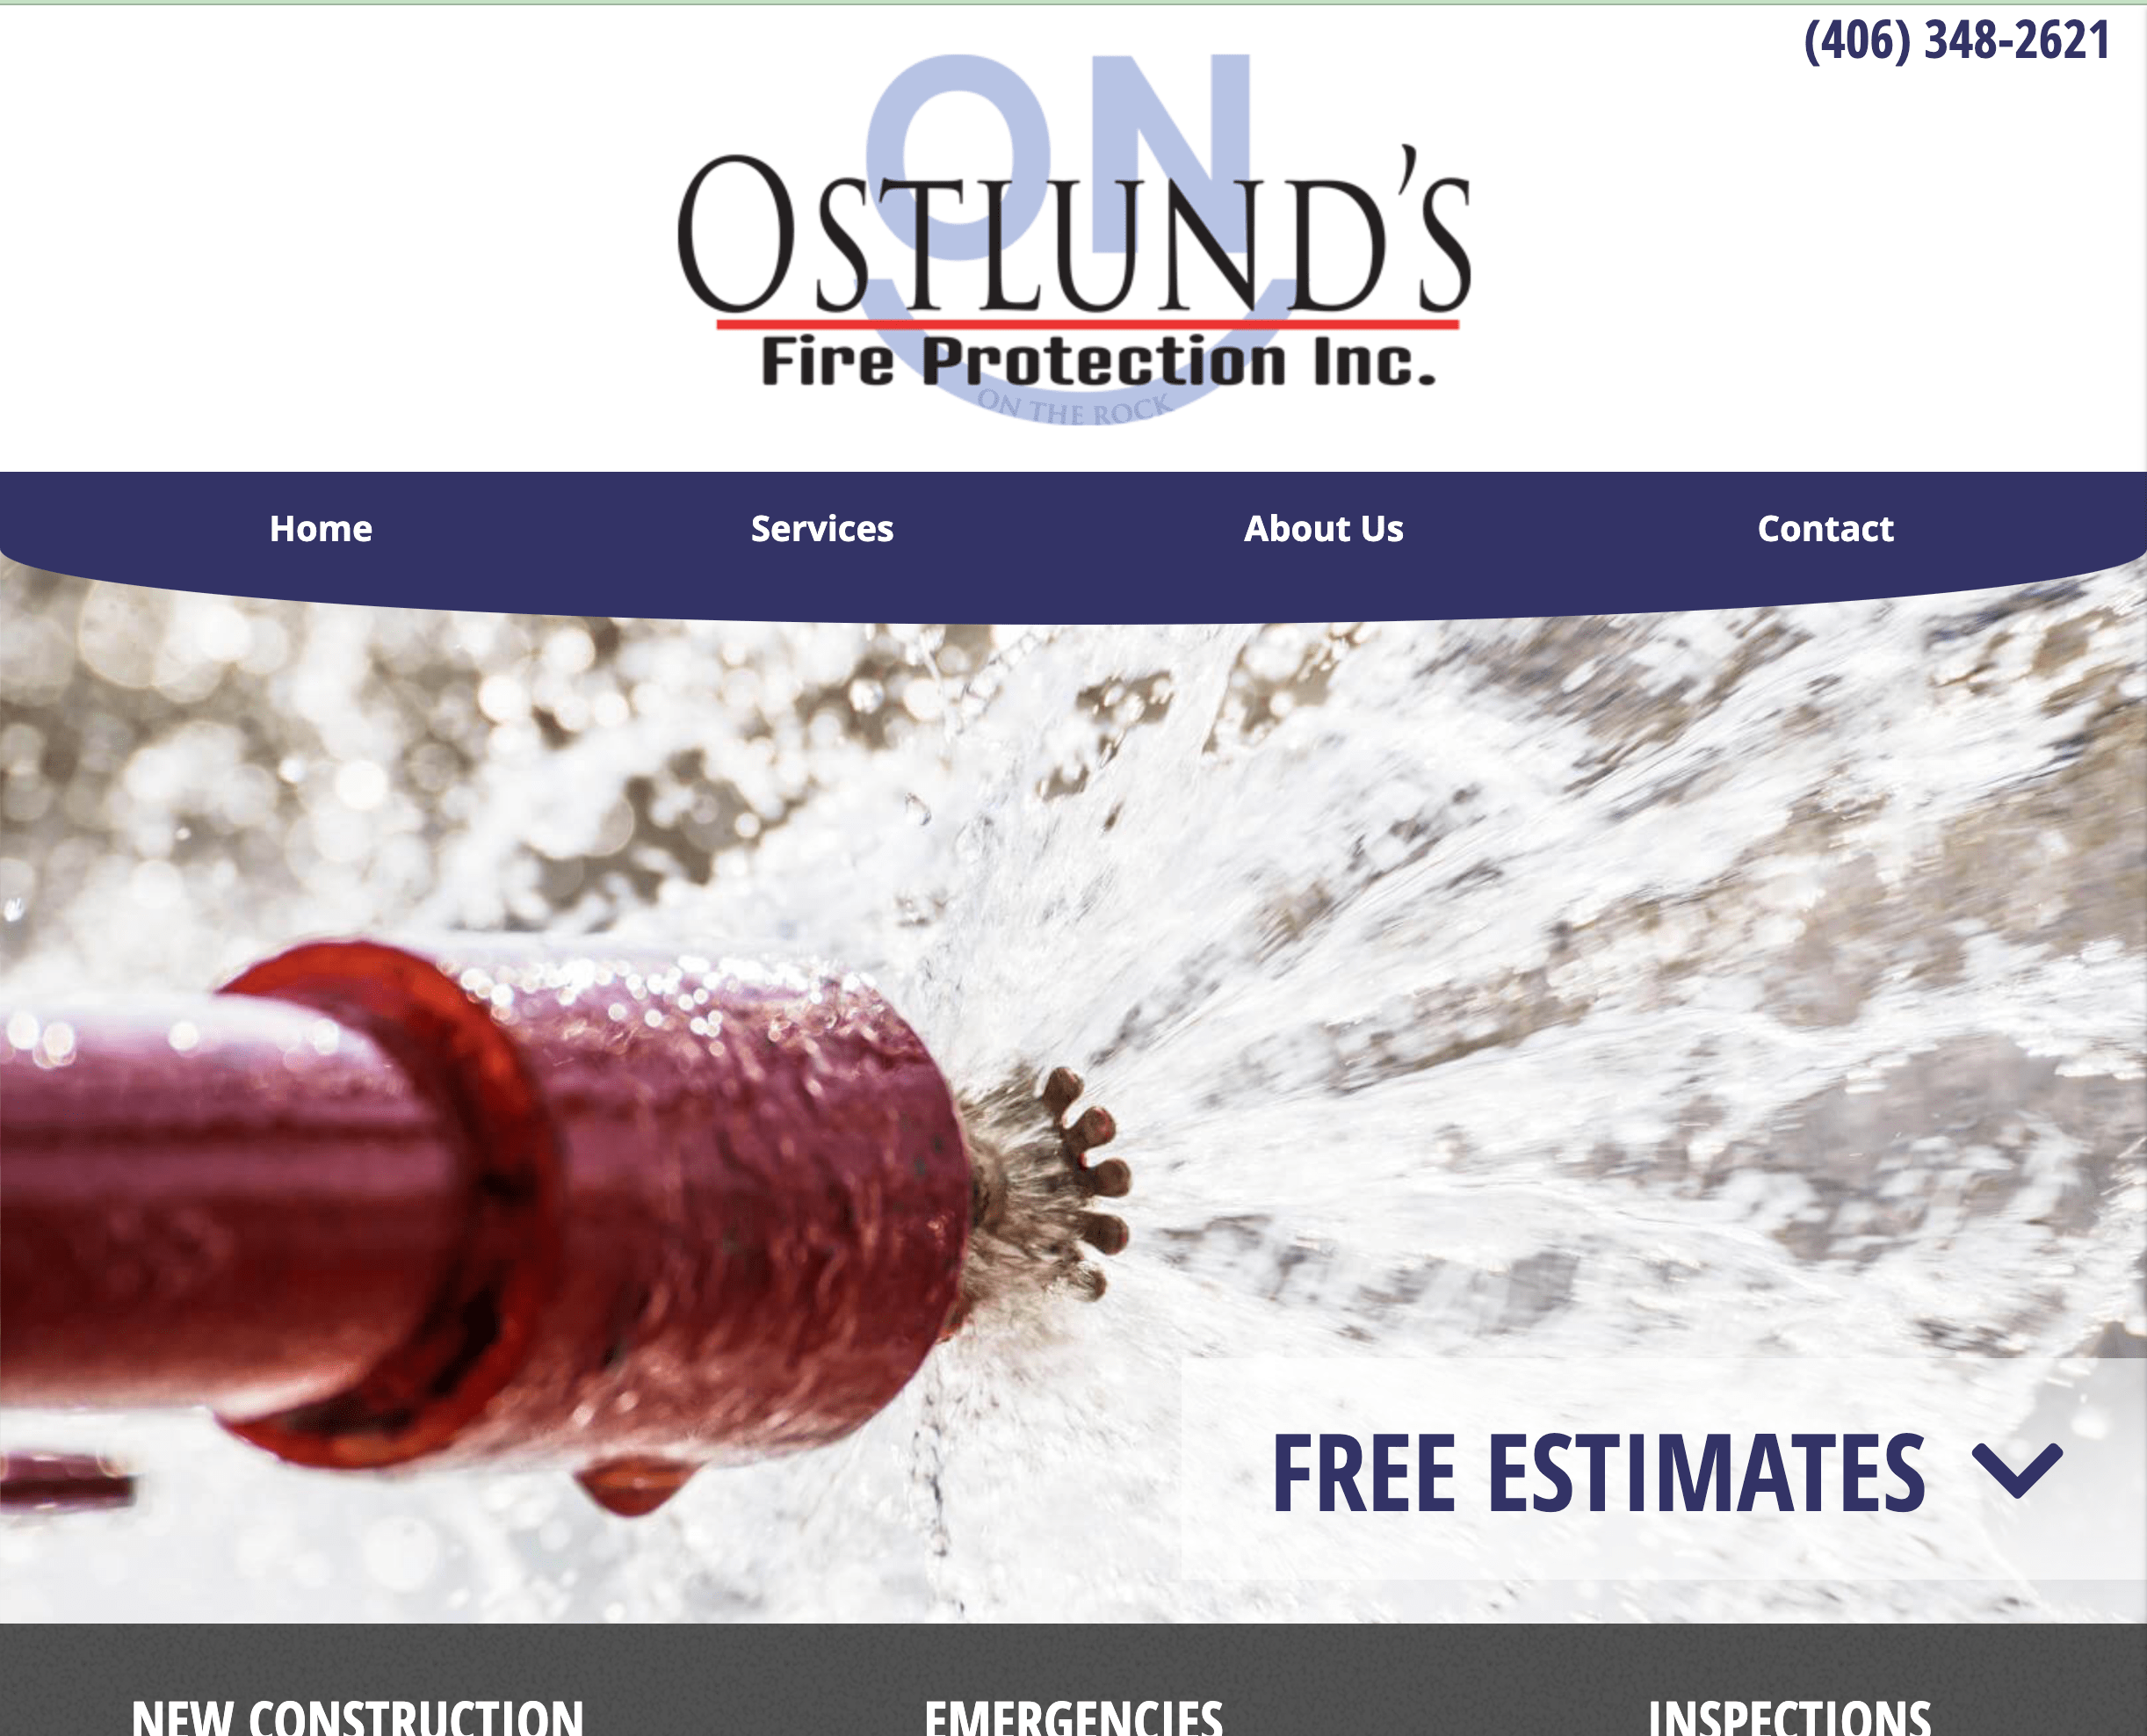 (406) 348-2621
ON
OSTLUND'S
Fire Protection Inc.
ON THE ROCK
Home Services About Us Contact
FREE ESTIMATES
NEW CONSTRUCTION EMERGENCIES INSPECTIONS